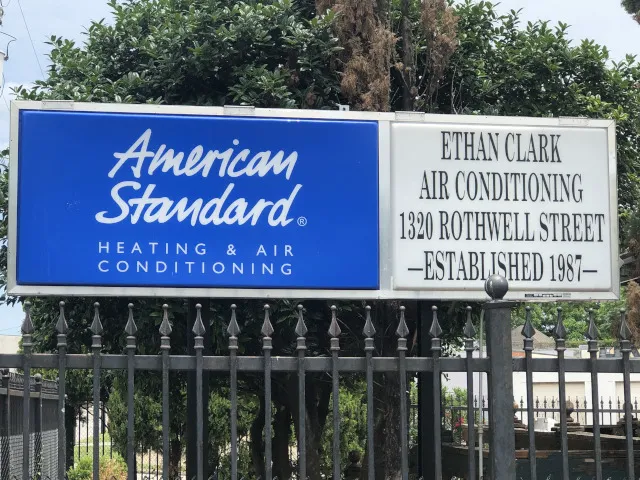 American
Standard®
HEATING & AIR
CONDITIONING
ETHAN CLARK
AIR CONDITIONING
1320 ROTHWELL STREET
—ESTABLISHED 1987—